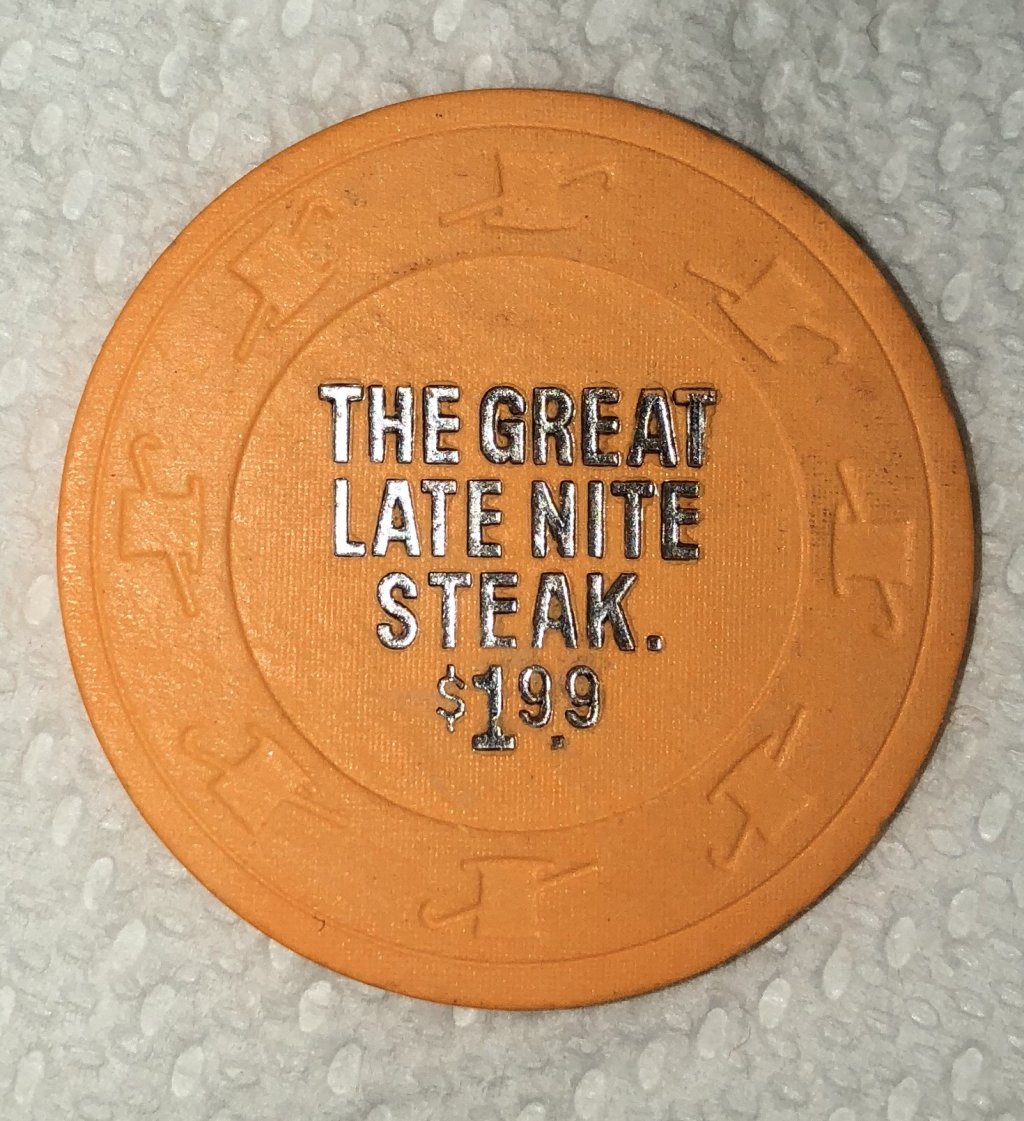 THE GREAT
LATE NITE
STEAK.
$1.99